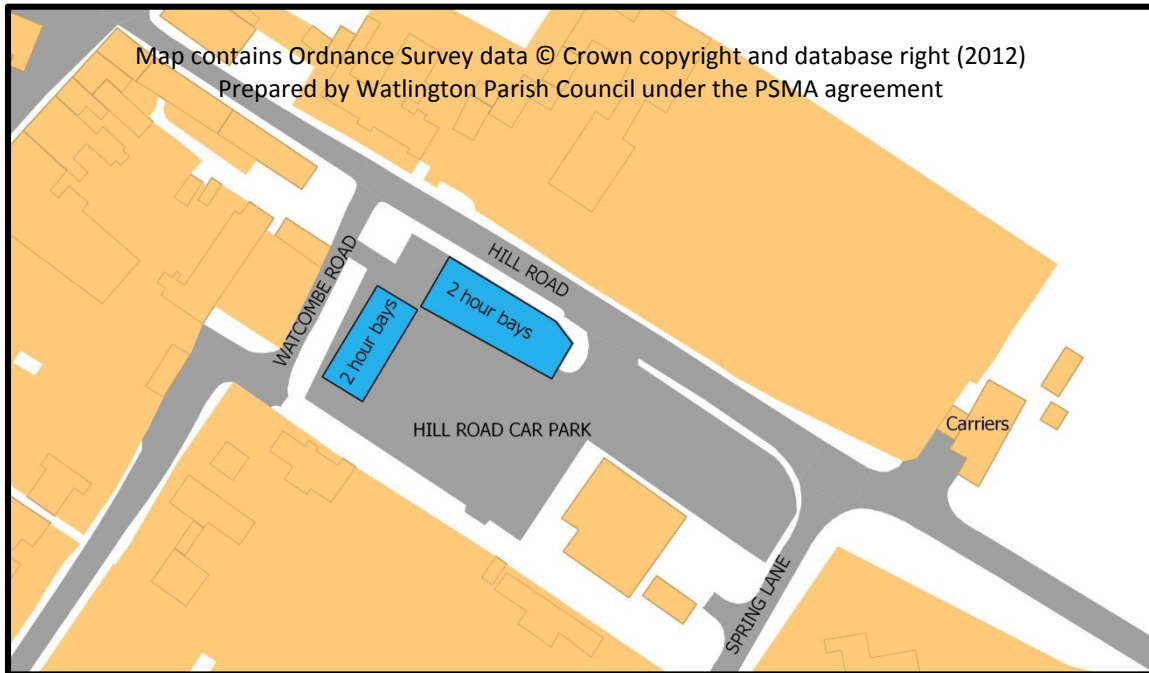 Map contains Ordnance Survey data © Crown copyright and database right (2012)
Prepared by Watlington Parish Council under the PSMA agreement
HILL ROAD
WATCOMBE ROAD
2 hour bays
2 hour bays
HILL ROAD CAR PARK
Carriers
SPRING LANE